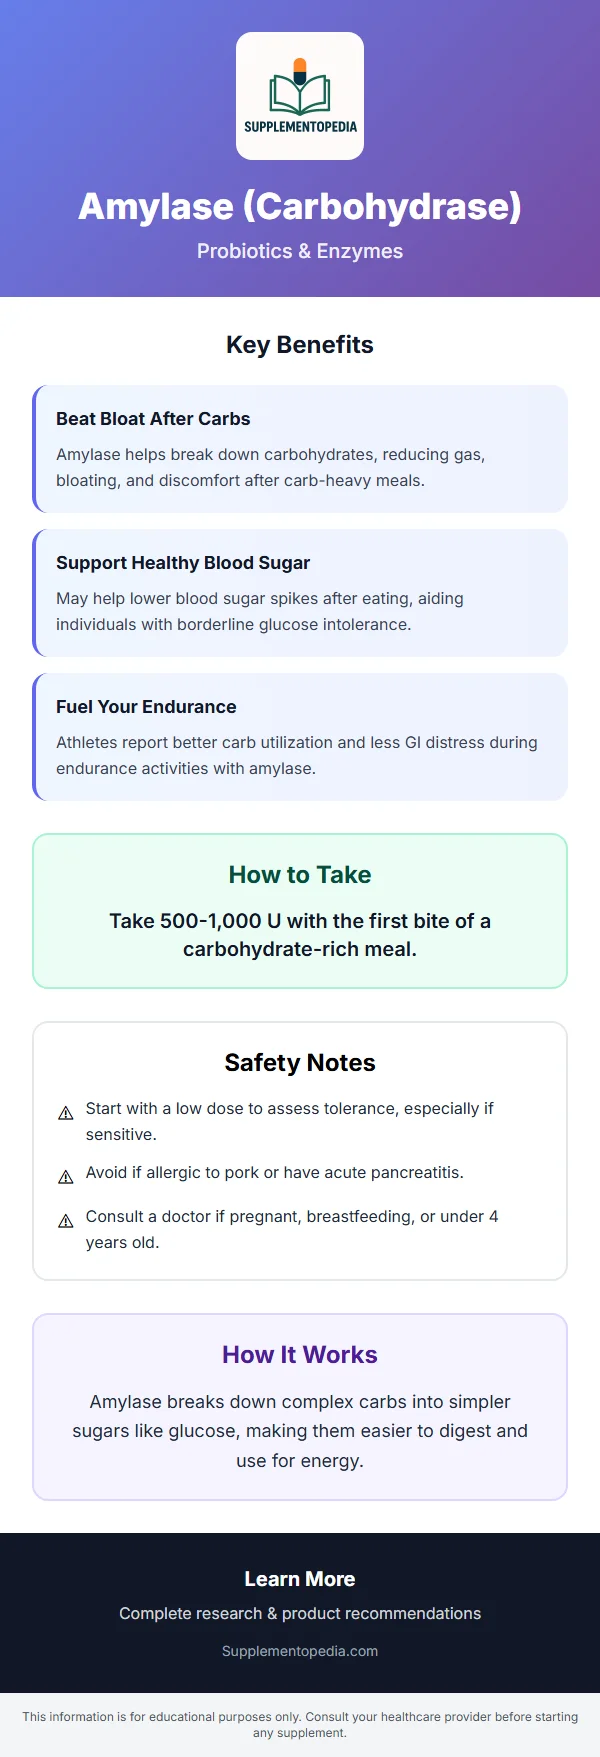 SUPPLEMENTOPEDIA
Amylase (Carbohydrase)
Probiotics & Enzymes
Key Benefits
Beat Bloat After Carbs
Amylase helps break down carbohydrates, reducing gas,
bloating, and discomfort after carb-heavy meals.
Support Healthy Blood Sugar
May help lower blood sugar spikes after eating, aiding
individuals with borderline glucose intolerance.
Fuel Your Endurance
Athletes report better carb utilization and less GI distress during
endurance activities with amylase.
How to Take
Take 500-1,000 U with the first bite of a
carbohydrate-rich meal.
Safety Notes
Start with a low dose to assess tolerance, especially if
sensitive.
Avoid if allergic to pork or have acute pancreatitis.
Consult a doctor if pregnant, breastfeeding, or under 4
years old.
How It Works
Amylase breaks down complex carbs into simpler
sugars like glucose, making them easier to digest and
use for energy.
Learn More
Complete research & product recommendations
Supplementopedia.com
This information is for educational purposes only. Consult your healthcare provider before starting
any supplement.